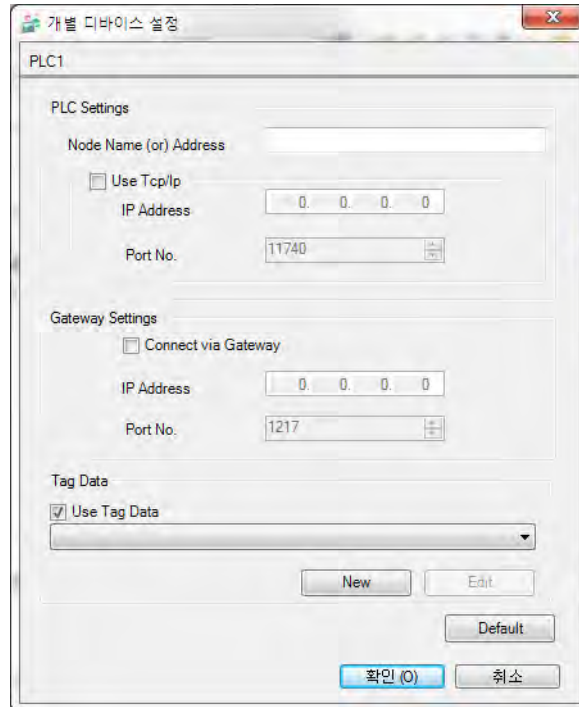 개별 디바이스 설정
PLC1
PLC Settings
Node Name (or) Address
Use Tcp/Ip
IP Address 0. 0. 0. 0
Port No. 11740
Gateway Settings
Connect via Gateway
IP Address 0. 0. 0. 0
Port No. 1217
Tag Data
Use Tag Data
New Edit
Default
확인 (O) 취소